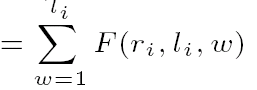 = \sum_{w=1}^{l_i} F(r_i, l_i, w)